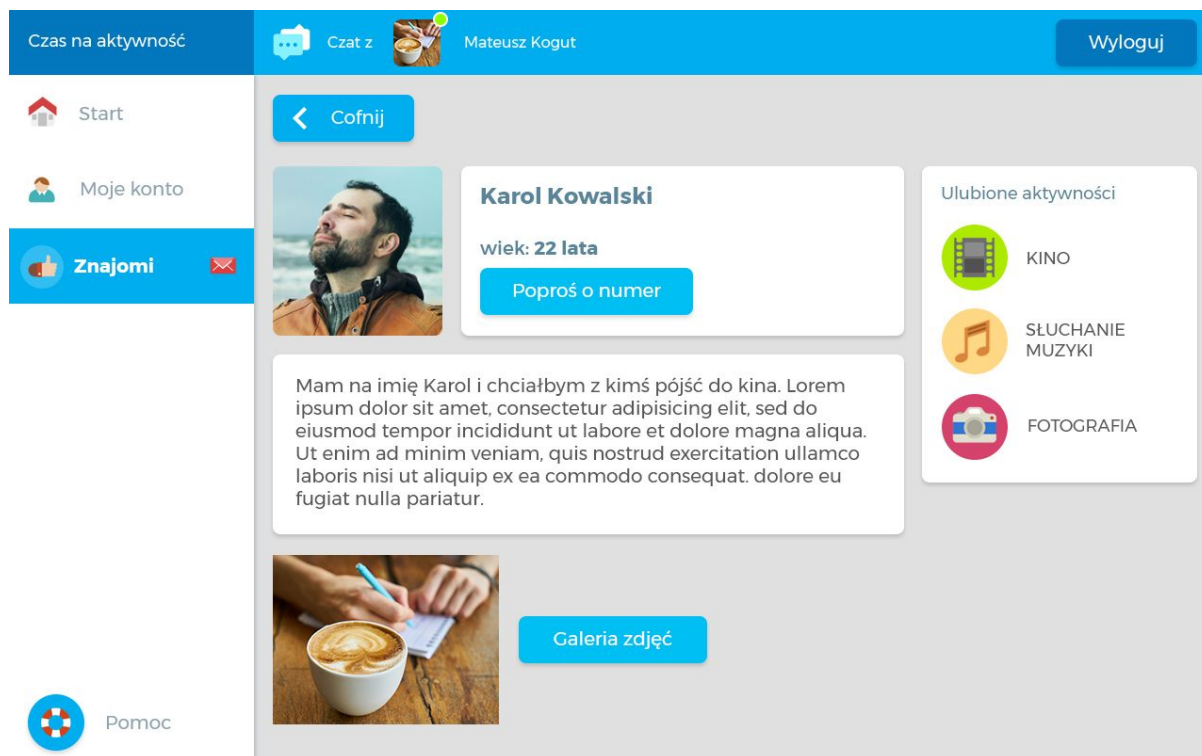 Czas na aktywność
Czat z
Mateusz Kogut
Wyloguj
Start
Moje konto
Znajomi
Pomoc
Cofnij
Karol Kowalski
wiek: 22 lata
Poproś o numer
Mam na imię Karol i chciałbym z kimś pójść do kina. Lorem
ipsum dolor sit amet, consectetur adipisicing elit, sed do
eiusmod tempor incididunt ut labore et dolore magna aliqua.
Ut enim ad minim veniam, quis nostrud exercitation ullamco
laboris nisi ut aliquip ex ea commodo consequat. dolore eu
fugiat nulla pariatur.
Galeria zdjęć
Ulubione aktywności
KINO
SŁUCHANIE
MUZYKI
FOTOGRAFIA